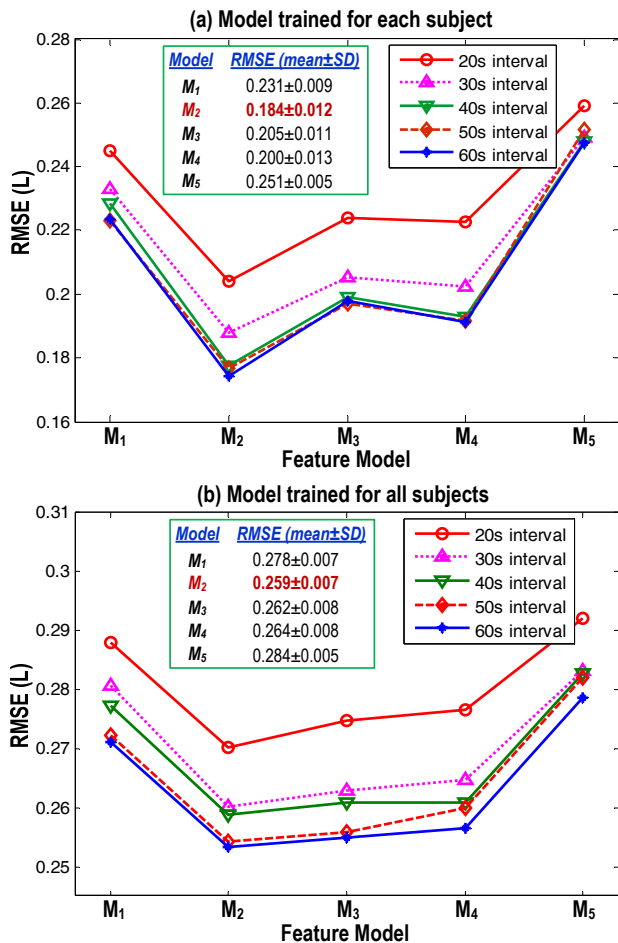 (a) Model trained for each subject
0.28
0.26
0.24
0.22
0.2
0.18
0.16
RMSE (L)
Model RMSE (mean±SD)
M1 0.231±0.009
M2 0.184±0.012
M3 0.205±0.011
M4 0.200±0.013
M5 0.251±0.005
20s interval
30s interval
40s interval
50s interval
60s interval
M1 M2 M3 M4 M5
Feature Model
(b) Model trained for all subjects
0.31
0.3
0.29
0.28
0.27
0.26
0.25
RMSE (L)
Model RMSE (mean±SD)
M1 0.278±0.007
M2 0.259±0.007
M3 0.262±0.008
M4 0.264±0.008
M5 0.284±0.005
20s interval
30s interval
40s interval
50s interval
60s interval
M1 M2 M3 M4 M5
Feature Model